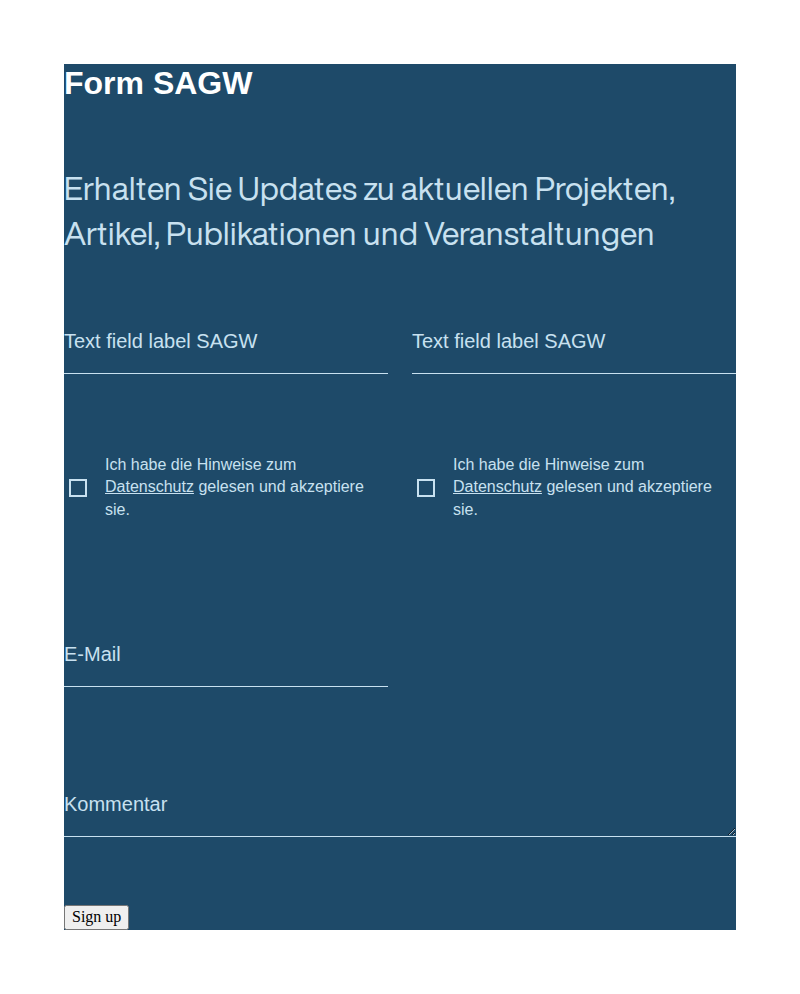 Form SAGW
Erhalten Sie Updates zu aktuellen Projekten,
Artikel, Publikationen und Veranstaltungen
Text field label SAGW
Text field label SAGW
Ich habe die Hinweise zum
Datenschutz gelesen und akzeptiere
sie.
Ich habe die Hinweise zum
Datenschutz gelesen und akzeptiere
sie.
E-Mail
Kommentar
Sign up